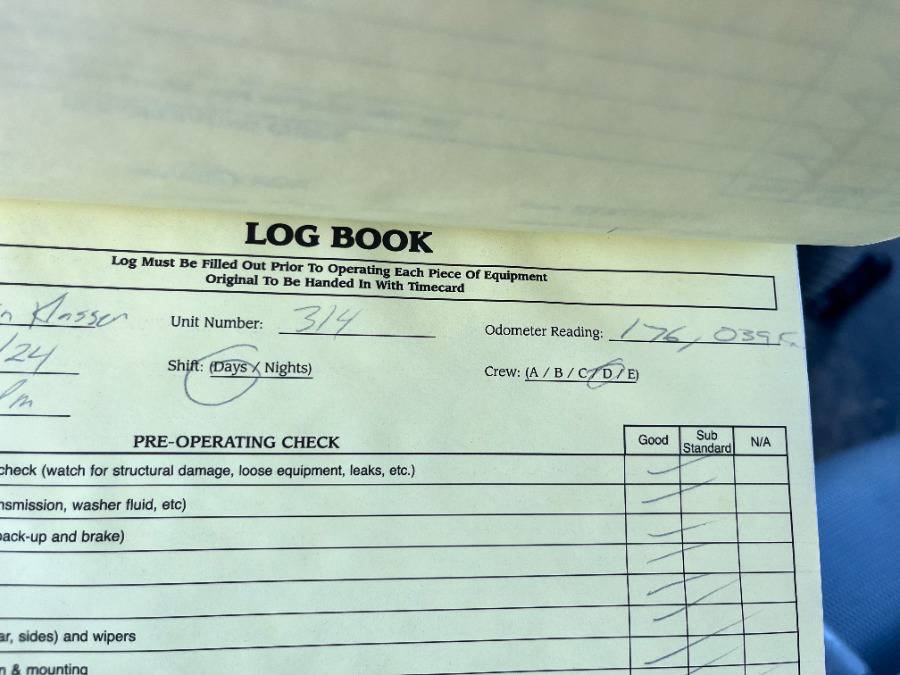 LOG BOOK
Log Must Be Filled Out Prior To Operating Each Piece Of Equipment
Original To Be Handed In With Timecard
Klassen Unit Number: 314 Odometer Reading: 176,039
/24 Shift: (Days / Nights) Crew: (A / B / C / D / E)
pm
PRE-OPERATING CHECK Good Sub Standard N/A
check (watch for structural damage, loose equipment, leaks, etc.)
nsmission, washer fluid, etc)
back-up and brake)
ar, sides) and wipers
n & mounting